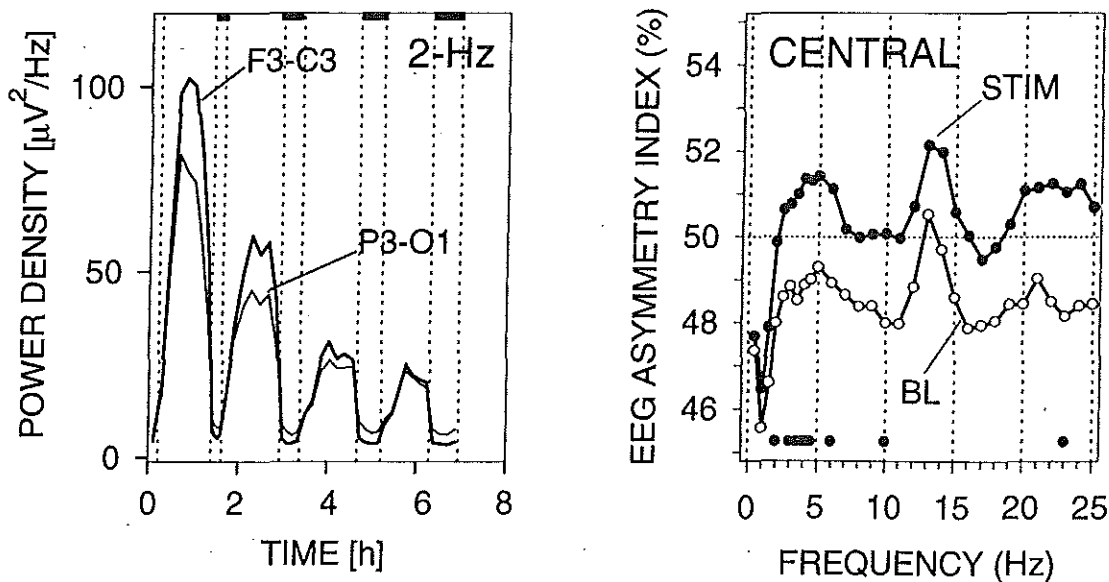 POWER DENSITY [µV²/Hz]
100
50
0
F3-C3
2-Hz
P3-O1
0 2 4 6 8
TIME [h]
EEG ASYMMETRY INDEX (%)
54
52
50
48
46
CENTRAL
STIM
BL
0 5 10 15 20 25
FREQUENCY (Hz)